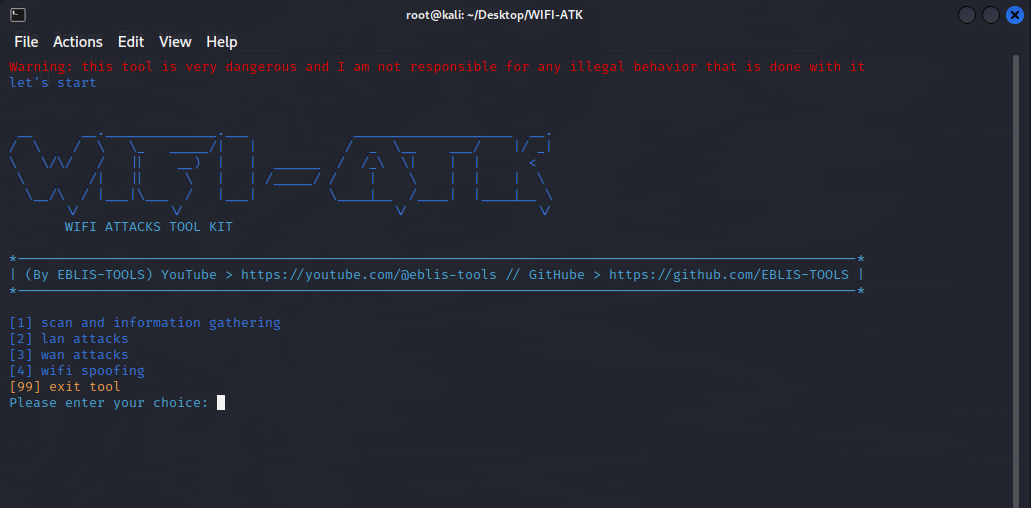 root@kali: ~/Desktop/WIFI-ATK
File Actions Edit View Help
Warning: this tool is very dangerous and I am not responsible for any illegal behavior that is done with it
let's start
WIFI-ATK
WIFI ATTACKS TOOL KIT
| (By EBLIS-TOOLS) YouTube > https://youtube.com/@eblis-tools // GitHube > https://github.com/EBLIS-TOOLS |
[1] scan and information gathering
[2] lan attacks
[3] wan attacks
[4] wifi spoofing
[99] exit tool
Please enter your choice: